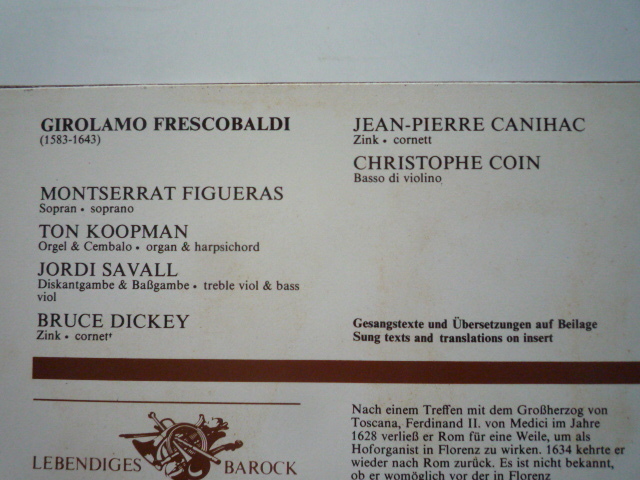 GIROLAMO FRESCOBALDI
(1583-1643)
MONTSERRAT FIGUERAS
Sopran • soprano
TON KOOPMAN
Orgel & Cembalo • organ & harpsichord
JORDI SAVALL
Diskantgambe & Baßgambe • treble viol & bass
viol
BRUCE DICKEY
Zink • cornett
JEAN-PIERRE CANIHAC
Zink • cornett
CHRISTOPHE COIN
Basso di violino
Gesangstexte und Übersetzungen auf Beilage
Sung texts and translations on insert
LEBENDIGES BAROCK
Nach einem Treffen mit dem Großherzog von
Toscana, Ferdinand II. von Medici im Jahre
1628 verließ er Rom für eine Weile, um als
Hoforganist in Florenz zu wirken. 1634 kehrte er
wieder nach Rom zurück. Es ist nicht bekannt,
ob er womöglich vor der in Florenz